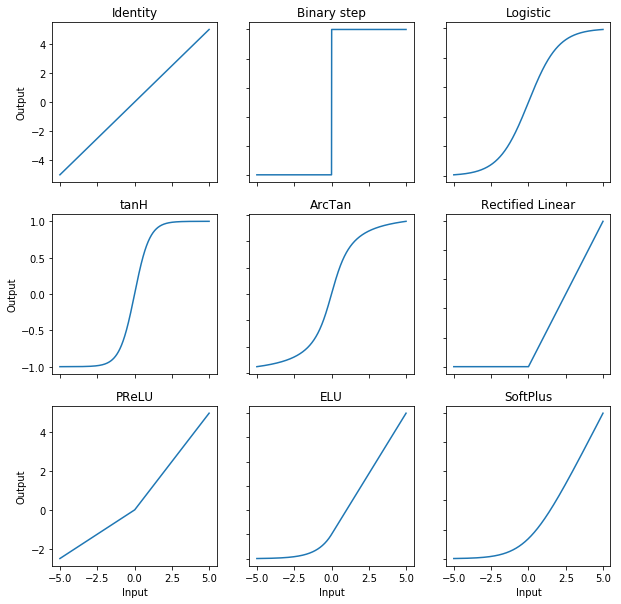 Identity Binary step Logistic
4
2
0
−2
−4
Output
tanH ArcTan Rectified Linear
1.0
0.5
0.0
−0.5
−1.0
Output
PReLU ELU SoftPlus
4
2
0
−2
Output
−5.0 −2.5 0.0 2.5 5.0 −5.0 −2.5 0.0 2.5 5.0 −5.0 −2.5 0.0 2.5 5.0
Input Input Input